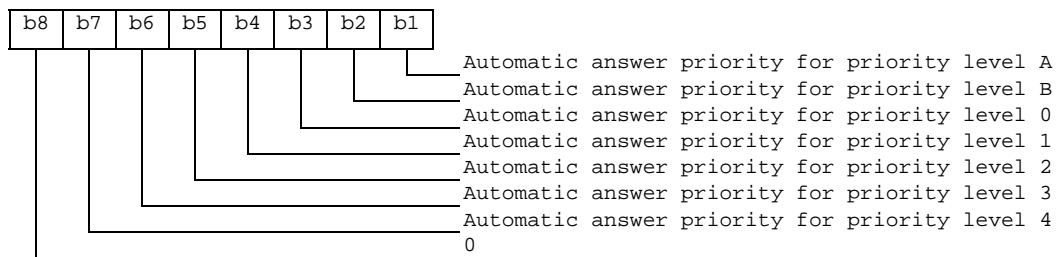 b8 b7 b6 b5 b4 b3 b2 b1
Automatic answer priority for priority level A
Automatic answer priority for priority level B
Automatic answer priority for priority level 0
Automatic answer priority for priority level 1
Automatic answer priority for priority level 2
Automatic answer priority for priority level 3
Automatic answer priority for priority level 4
0